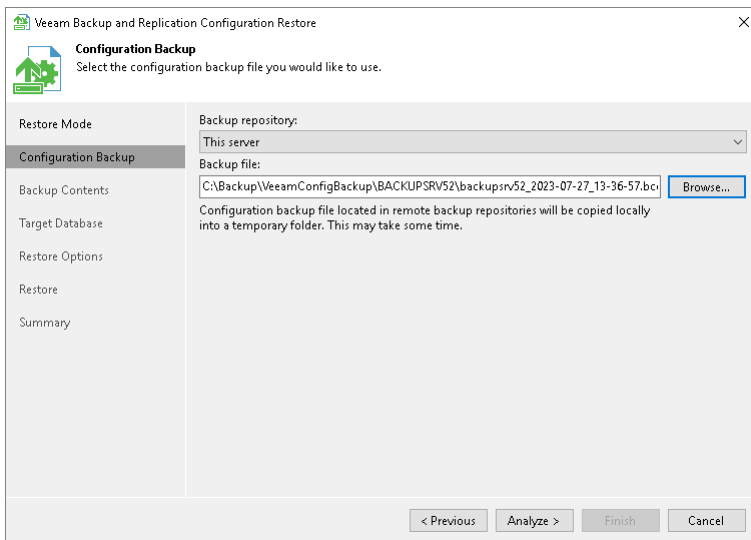 Veeam Backup and Replication Configuration Restore
Configuration Backup
Select the configuration backup file you would like to use.
Restore Mode
Configuration Backup
Backup Contents
Target Database
Restore Options
Restore
Summary
Backup repository:
This server
Backup file:
C:\Backup\VeeamConfigBackup\BACKUPSRV52\backupsrv52_2023-07-27_13-36-57.bc
Browse...
Configuration backup file located in remote backup repositories will be copied locally
into a temporary folder. This may take some time.
< Previous
Analyze >
Finish
Cancel